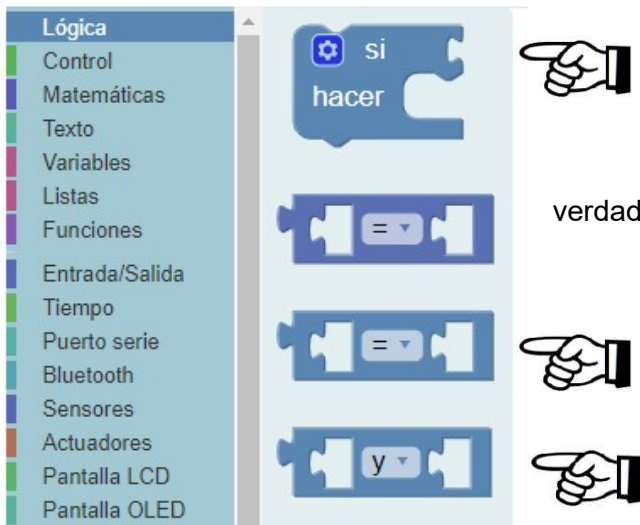 Lógica
Control
Matemáticas
Texto
Variables
Listas
Funciones
Entrada/Salida
Tiempo
Puerto serie
Bluetooth
Sensores
Actuadores
Pantalla LCD
Pantalla OLED
si
hacer
=
=
y
verdad